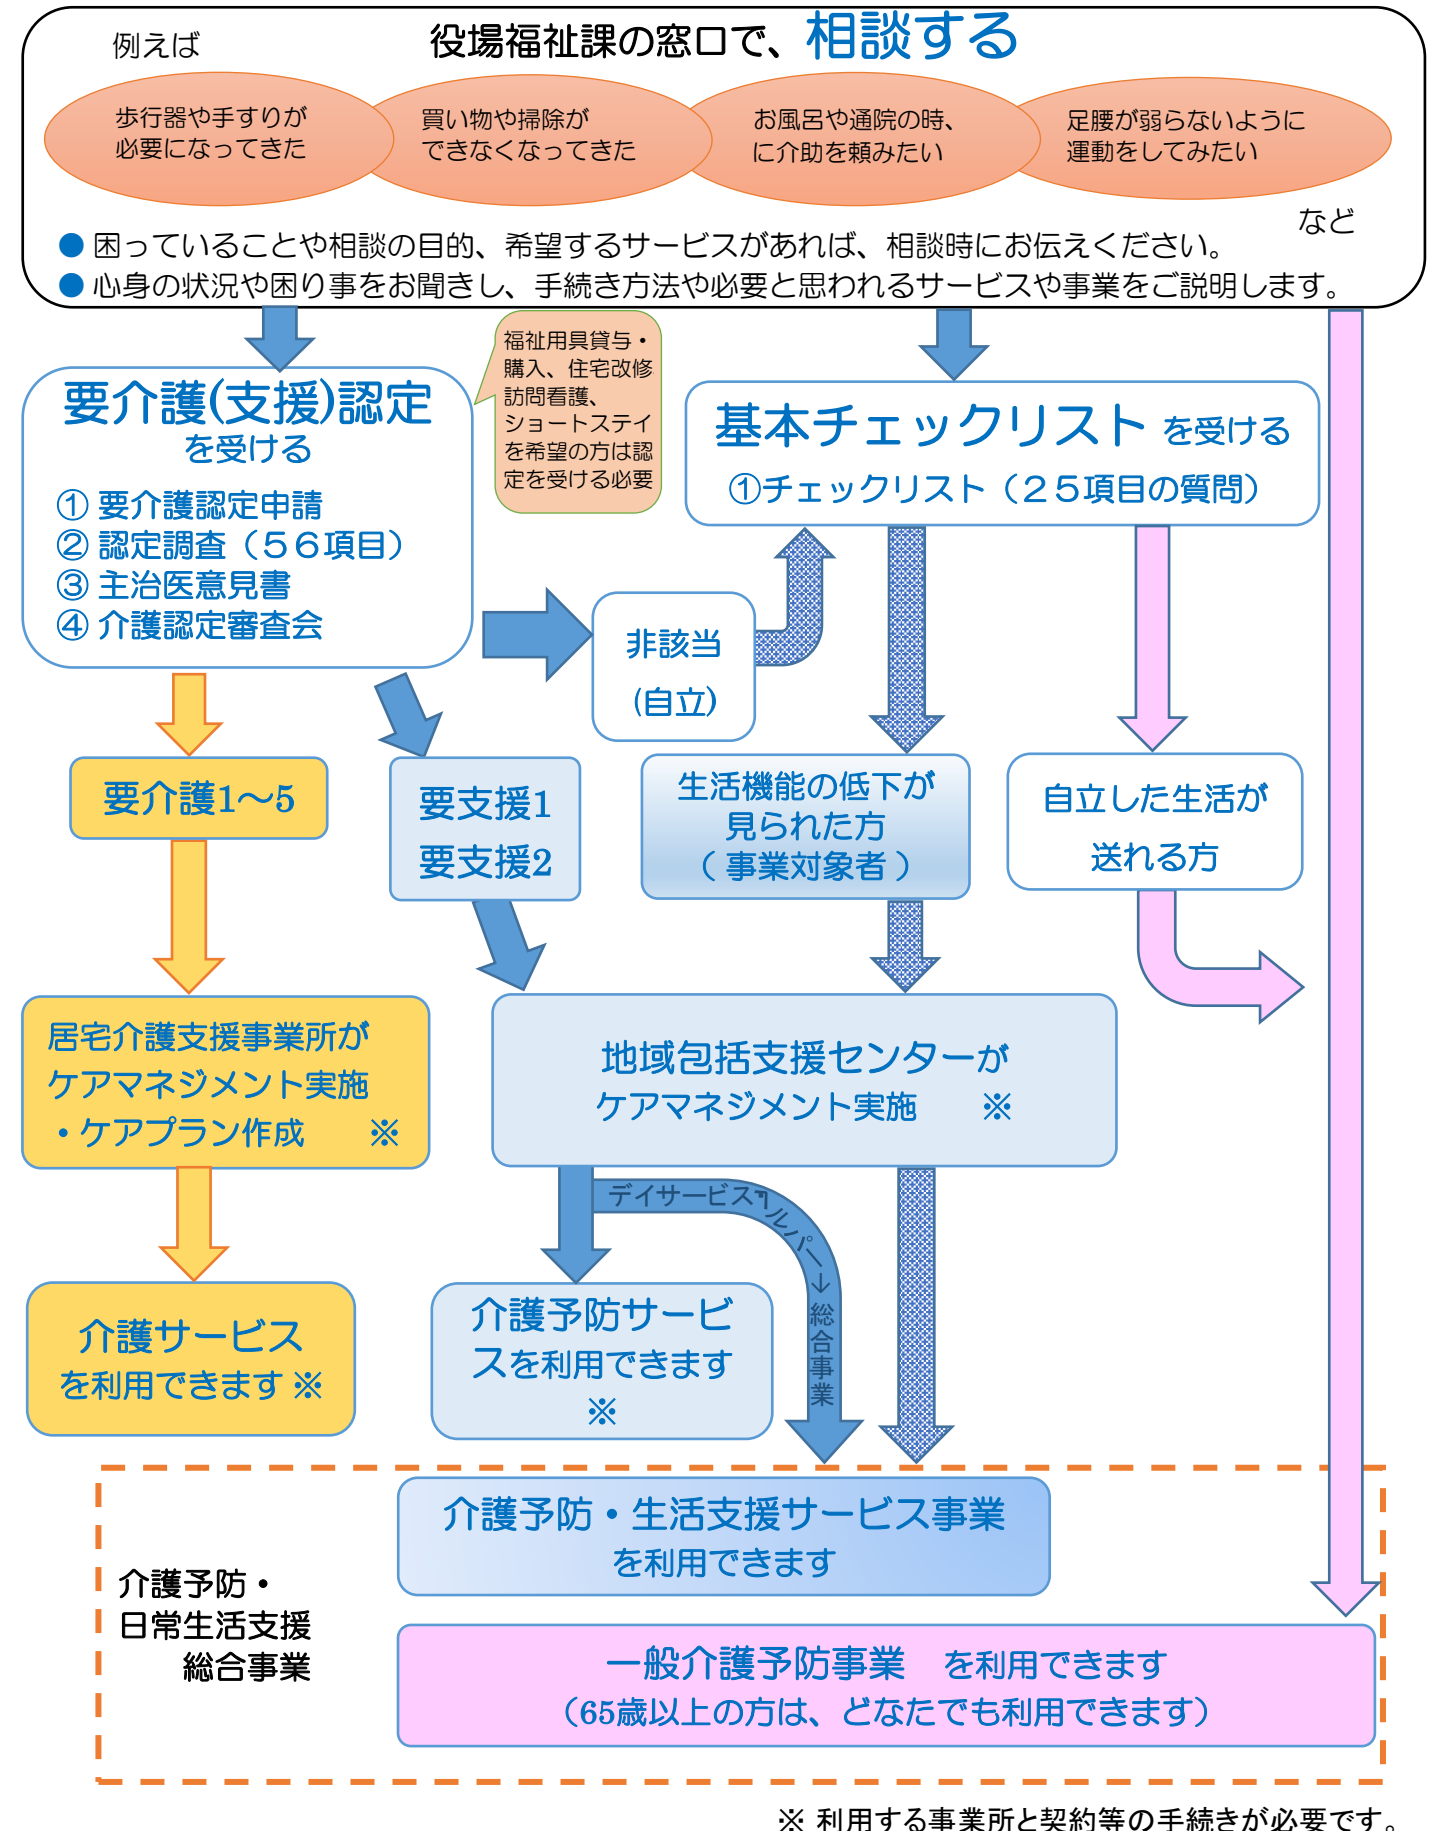 例えば
役場福祉課の窓口で、相談する
歩行器や手すりが
必要になってきた
買い物や掃除が
できなくなってきた
お風呂や通院の時、
に介助を頼みたい
足腰が弱らないように
運動をしてみたい
など
● 困っていることや相談の目的、希望するサービスがあれば、相談時にお伝えください。
● 心身の状況や困り事をお聞きし、手続き方法や必要と思われるサービスや事業をご説明します。
要介護(支援)認定
を受ける
① 要介護認定申請
② 認定調査（５６項目）
③ 主治医意見書
④ 介護認定審査会
福祉用具貸与・
購入、住宅改修
訪問看護、
ショートステイ
を希望の方は認
定を受ける必要
基本チェックリスト を受ける
①チェックリスト（２５項目の質問）
非該当
(自立)
要介護1～5
要支援1
要支援2
生活機能の低下が
見られた方
（ 事業対象者 ）
自立した生活が
送れる方
居宅介護支援事業所が
ケアマネジメント実施
・ケアプラン作成　　※
地域包括支援センターが
ケアマネジメント実施　　※
デイサービス
ルパー→総合事業
介護サービス
を利用できます ※
介護予防サービ
スを利用できます
※
介護予防・
日常生活支援
総合事業
介護予防・生活支援サービス事業
を利用できます
一般介護予防事業　を利用できます
（65歳以上の方は、どなたでも利用できます）
※ 利用する事業所と契約等の手続きが必要です。